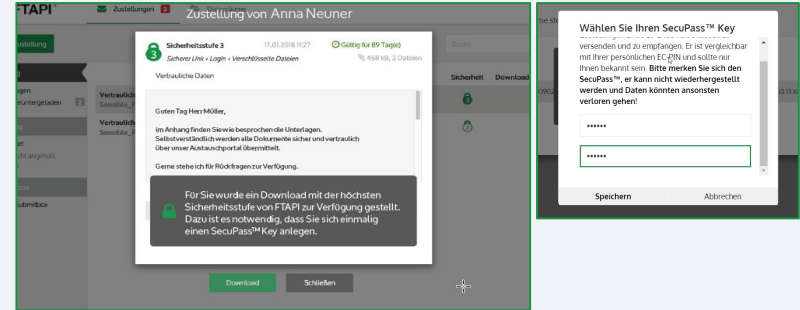 FTAPI
Zustellungen 2
Zustellung von Anna Neuner
Zustellung
Suche
Sicherheitsstufe 3 17.01.2018 11:27 Gültig für 89 Tag(e)
3
Sicherer Link + Login + Verschlüsselte Dateien 458 KB, 2 Dateien
Vertrauliche Daten
Sicherheit Download
heruntergeladen 2
Vertraulich
Sensible_F
Vertraulich
Sensible_F
Guten Tag Herr Müller,
im Anhang finden Sie wie besprochen die Unterlagen.
Selbstverständlich werden alle Dokumente sicher und vertraulich
über unser Austauschportal übermittelt.
Gerne stehe ich für Rückfragen zur Verfügung.
Submitbox
Für Sie wurde ein Download mit der höchsten
Sicherheitsstufe von FTAPI zur Verfügung gestellt.
Dazu ist es notwendig, dass Sie sich einmalig
einen SecuPass™ Key anlegen.
Download Schließen
Wählen Sie Ihren SecuPass™ Key
versenden und zu empfangen. Er ist vergleichbar
mit Ihrer persönlichen EC-PIN und sollte nur
Ihnen bekannt sein. Bitte merken Sie sich den
SecuPass™, er kann nicht wiederhergestellt
werden und Daten könnten ansonsten
verloren gehen!
••••••
••••••
Speichern Abbrechen